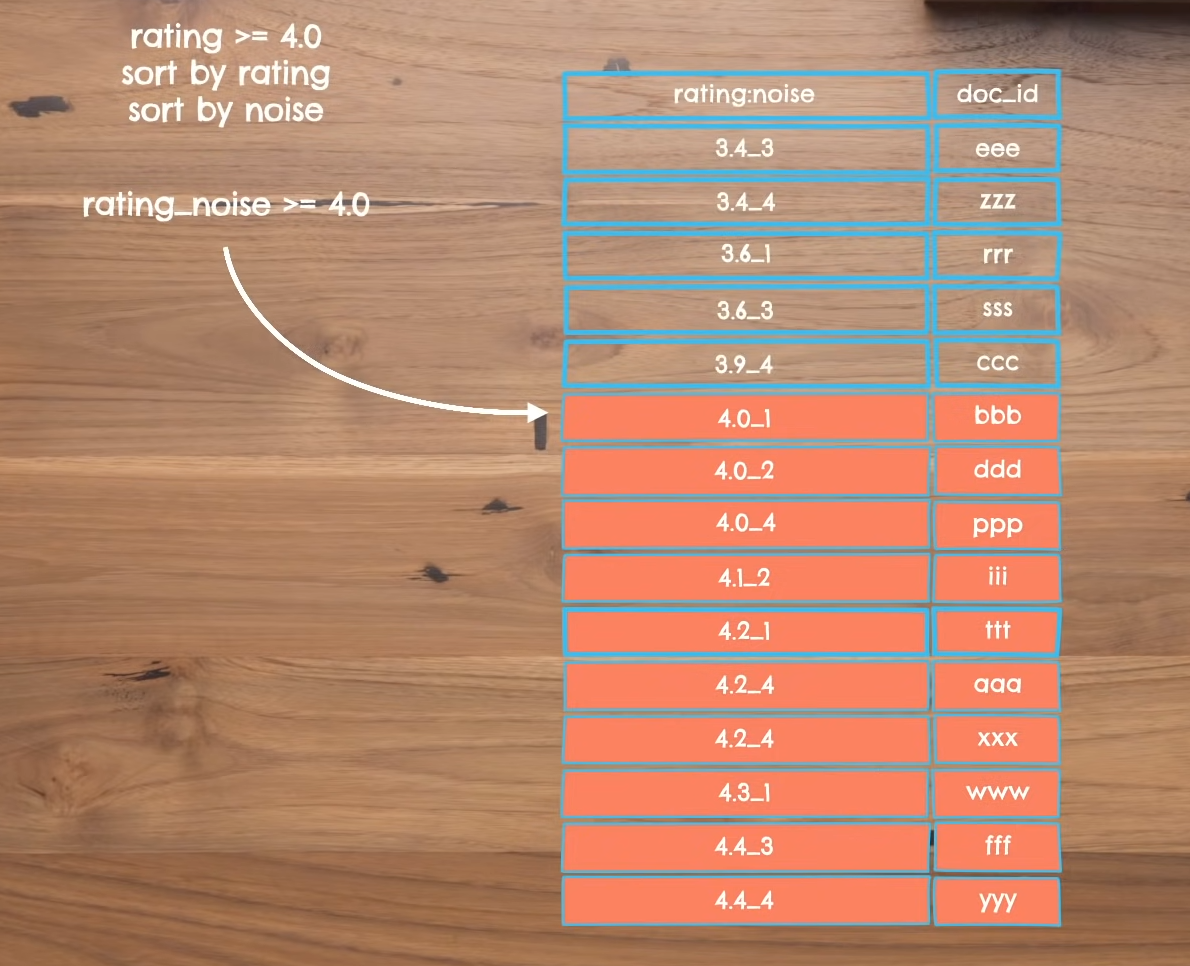 rating >= 4.0
sort by rating
sort by noise
rating_noise >= 4.0
rating:noise doc_id
3.4_3 eee
3.4_4 zzz
3.6_1 rrr
3.6_3 sss
3.9_4 ccc
4.0_1 bbb
4.0_2 ddd
4.0_4 ppp
4.1_2 iii
4.2_1 ttt
4.2_4 aaa
4.2_4 xxx
4.3_1 www
4.4_3 fff
4.4_4 yyy